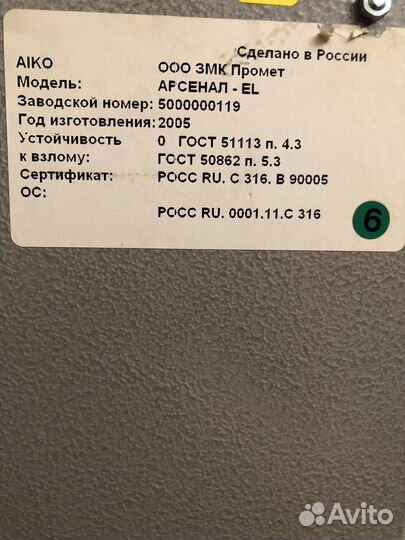 Сделано в России
AIKO ООО ЗМК Промет
Модель: АРСЕНАЛ - EL
Заводской номер: 5000000119
Год изготовления: 2005
Устойчивость 0 ГОСТ 51113 п. 4.3
к взлому: ГОСТ 50862 п. 5.3
Сертификат: РОСС RU. С 316. В 90005
ОС:
РОСС RU. 0001.11.С 316
6
Avito